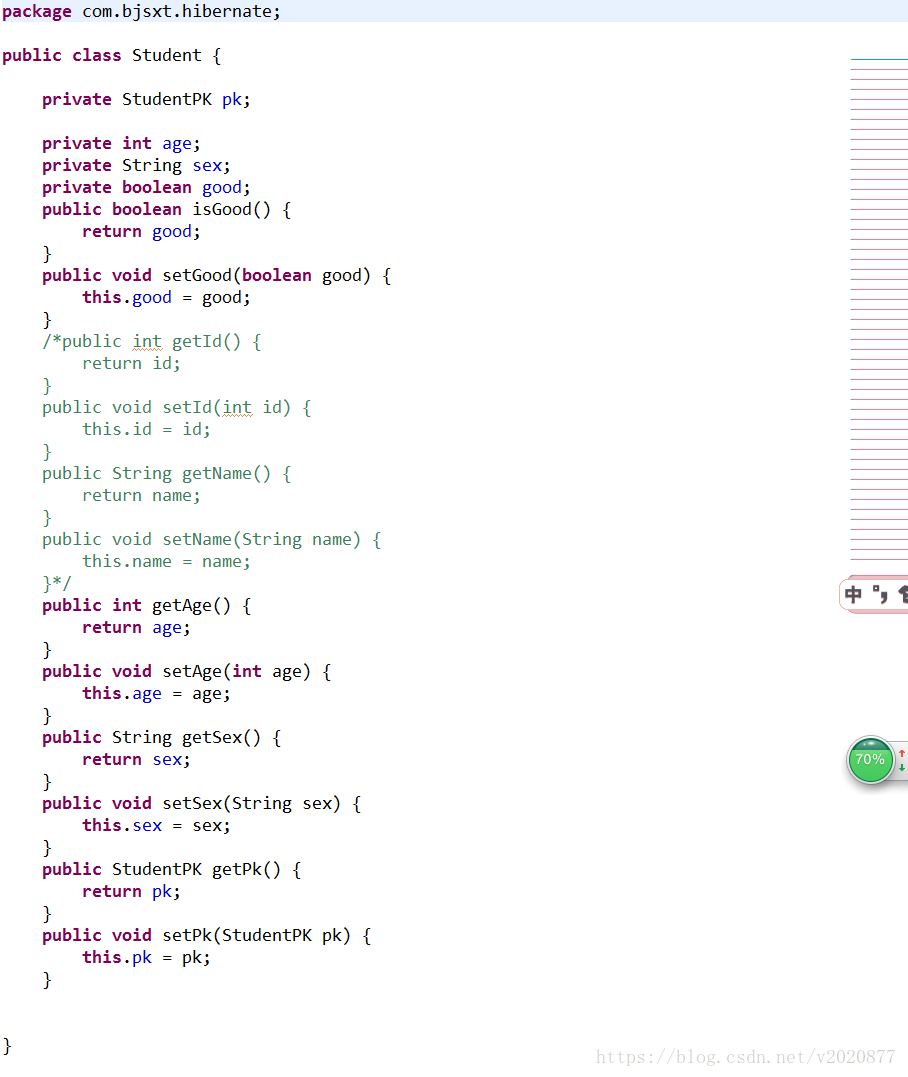 package com.bjsxt.hibernate;
public class Student {
private StudentPK pk;
private int age;
private String sex;
private boolean good;
public boolean isGood() {
return good;
}
public void setGood(boolean good) {
this.good = good;
}
/*public int getId() {
return id;
}
public void setId(int id) {
this.id = id;
}
public String getName() {
return name;
}
public void setName(String name) {
this.name = name;
}*/
public int getAge() {
return age;
}
public void setAge(int age) {
this.age = age;
}
public String getSex() {
return sex;
}
public void setSex(String sex) {
this.sex = sex;
}
public StudentPK getPk() {
return pk;
}
public void setPk(StudentPK pk) {
this.pk = pk;
}
}
中 °,
70%
https://blog.csdn.net/v2020877